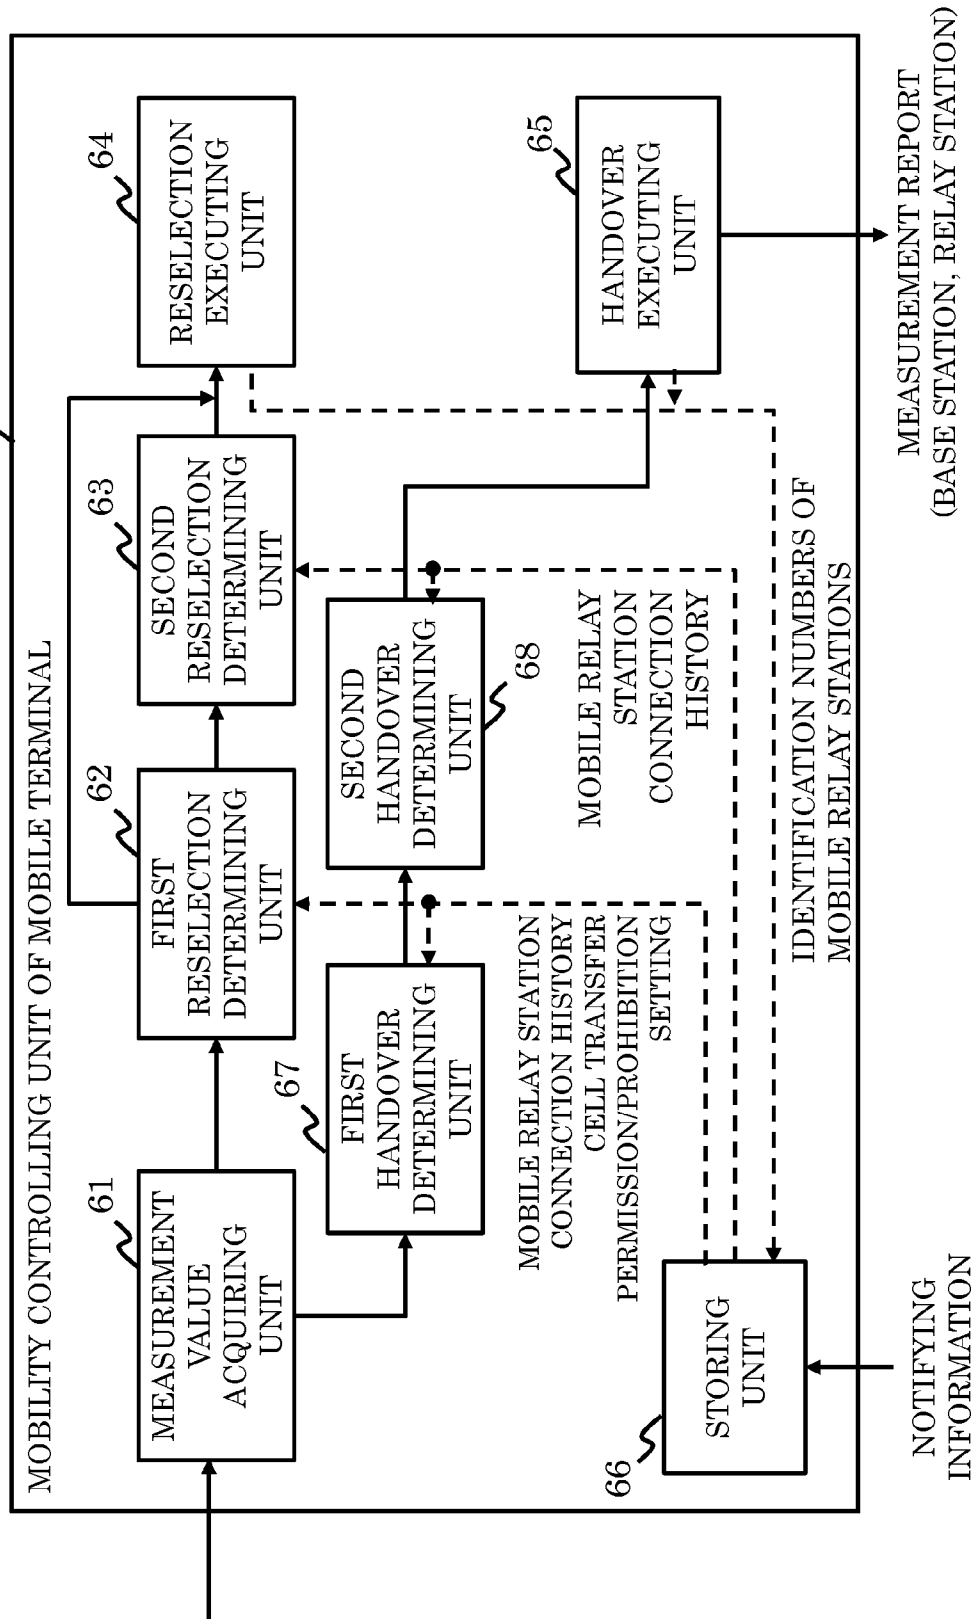 MOBILITY CONTROLLING UNIT OF MOBILE TERMINAL
61
MEASUREMENT
VALUE
ACQUIRING
UNIT
62
FIRST
RESELECTION
DETERMINING
UNIT
63
SECOND
RESELECTION
DETERMINING
UNIT
64
RESELECTION
EXECUTING
UNIT
67
FIRST
HANDOVER
DETERMINING
UNIT
SECOND
HANDOVER
DETERMINING
UNIT
68
65
HANDOVER
EXECUTING
UNIT
MOBILE RELAY STATION
CONNECTION HISTORY
CELL TRANSFER
PERMISSION/PROHIBITION
SETTING
MOBILE RELAY
STATION
CONNECTION
HISTORY
66
STORING
UNIT
IDENTIFICATION NUMBERS OF
MOBILE RELAY STATIONS
NOTIFYING
INFORMATION
MEASUREMENT REPORT
(BASE STATION, RELAY STATION)